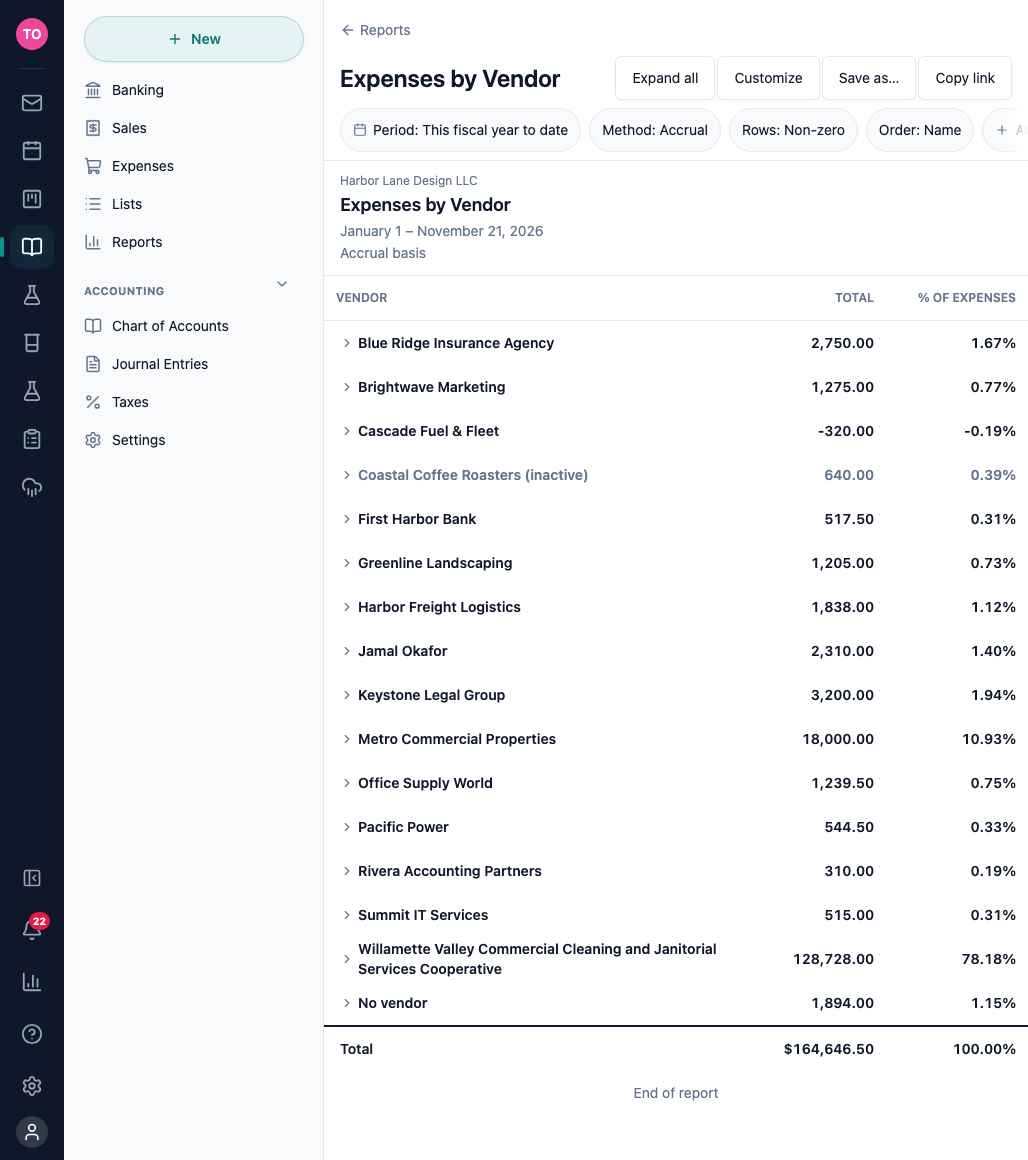 TO
New
Banking
Sales
Expenses
Lists
Reports
ACCOUNTING
Chart of Accounts
Journal Entries
Taxes
Settings
22
Reports
Expenses by Vendor
Expand all
Customize
Save as...
Copy link
Period: This fiscal year to date
Method: Accrual
Rows: Non-zero
Order: Name
Harbor Lane Design LLC
Expenses by Vendor
January 1 – November 21, 2026
Accrual basis
VENDOR TOTAL % OF EXPENSES
Blue Ridge Insurance Agency 2,750.00 1.67%
Brightwave Marketing 1,275.00 0.77%
Cascade Fuel & Fleet -320.00 -0.19%
Coastal Coffee Roasters (inactive) 640.00 0.39%
First Harbor Bank 517.50 0.31%
Greenline Landscaping 1,205.00 0.73%
Harbor Freight Logistics 1,838.00 1.12%
Jamal Okafor 2,310.00 1.40%
Keystone Legal Group 3,200.00 1.94%
Metro Commercial Properties 18,000.00 10.93%
Office Supply World 1,239.50 0.75%
Pacific Power 544.50 0.33%
Rivera Accounting Partners 310.00 0.19%
Summit IT Services 515.00 0.31%
Willamette Valley Commercial Cleaning and Janitorial
Services Cooperative 128,728.00 78.18%
No vendor 1,894.00 1.15%
Total $164,646.50 100.00%
End of report